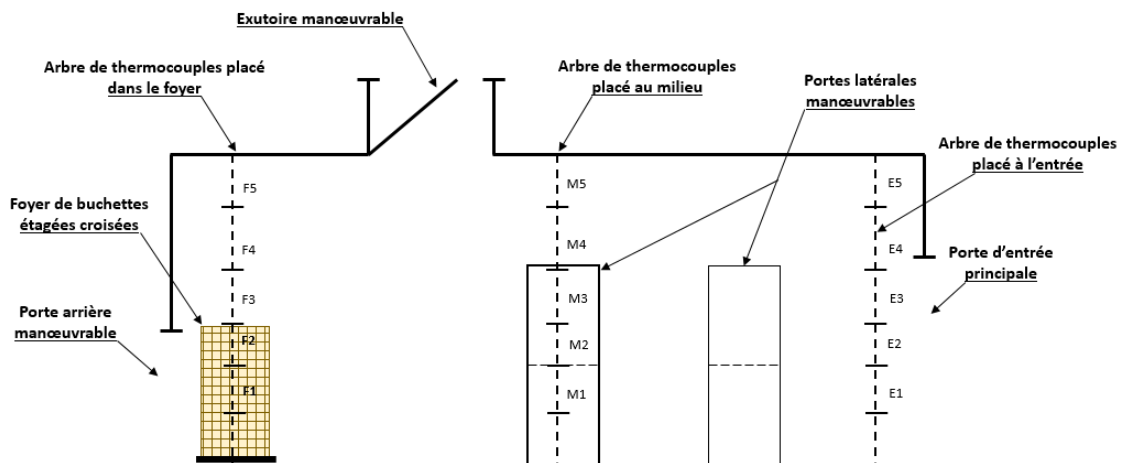 Exutoire manœuvrable
Arbre de thermocouples placé
dans le foyer
Arbre de thermocouples
placé au milieu
Portes latérales
manœuvrables
Arbre de thermocouples
placé à l'entrée
Foyer de buchettes
étagées croisées
Porte d'entrée
principale
Porte arrière
manœuvrable
F5
F4
F3
F2
F1
M5
M4
M3
M2
M1
E5
E4
E3
E2
E1